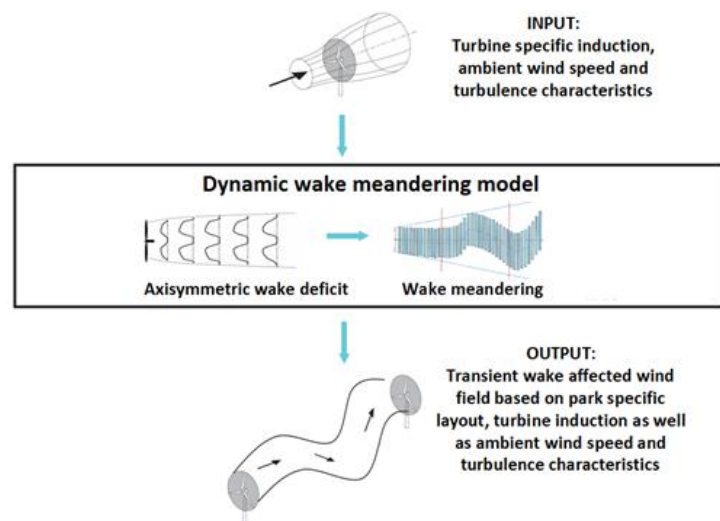 INPUT:
Turbine specific induction,
ambient wind speed and
turbulence characteristics
Dynamic wake meandering model
Axisymmetric wake deficit
Wake meandering
OUTPUT:
Transient wake affected wind
field based on park specific
layout, turbine induction as well
as ambient wind speed and
turbulence characteristics